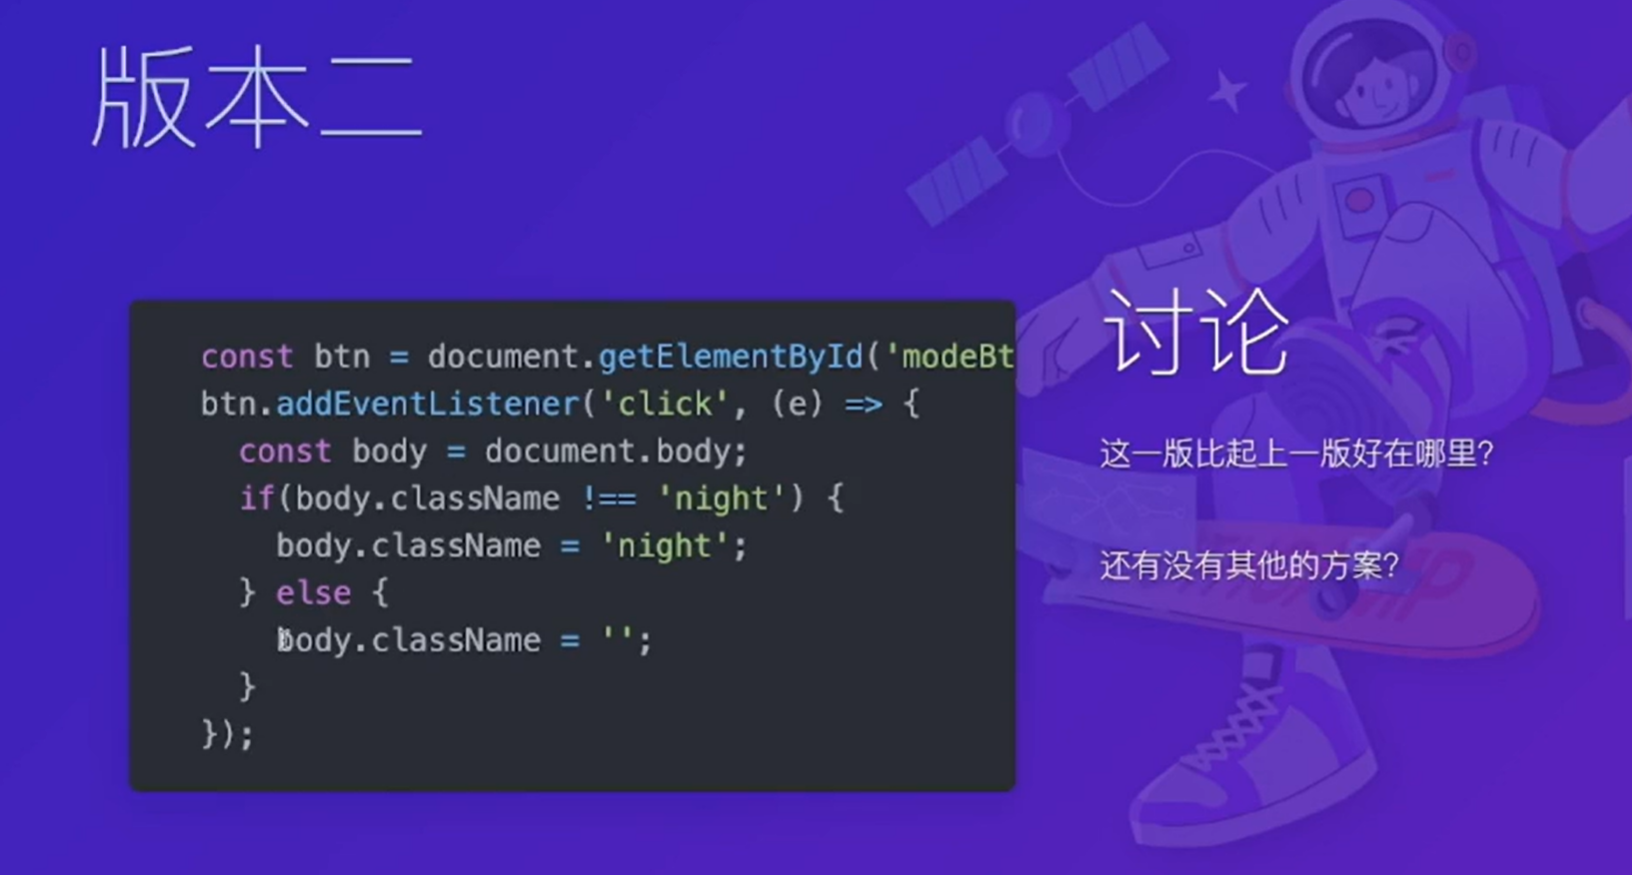 版本二
const btn = document.getElementById('modeBt
btn.addEventListener('click', (e) => {
const body = document.body;
if(body.className !== 'night') {
body.className = 'night';
} else {
body.className = '';
}
});
讨论
这一版比起上一版好在哪里?
还有没有其他的方案?